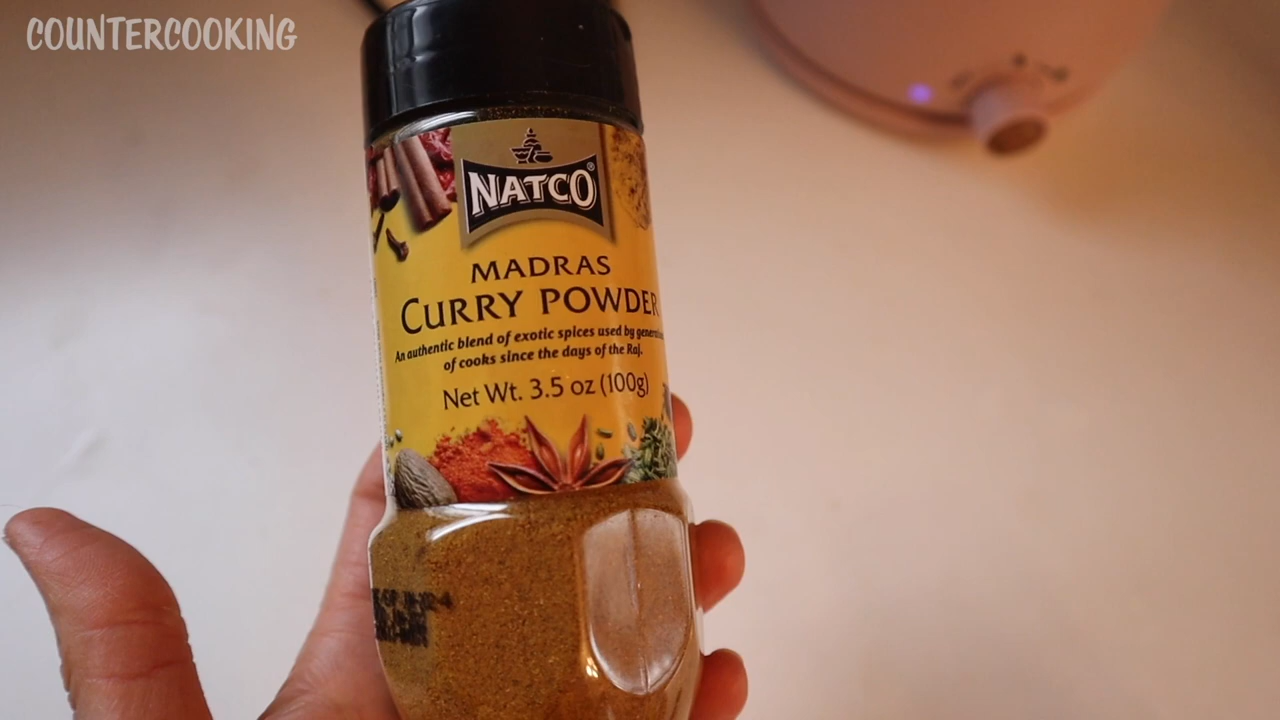 COUNTERCOOKING
NATCO®
MADRAS
CURRY POWDER
An authentic blend of exotic spices used by
of cooks since the days of the Raj.
Net Wt. 3.5 oz (100g)